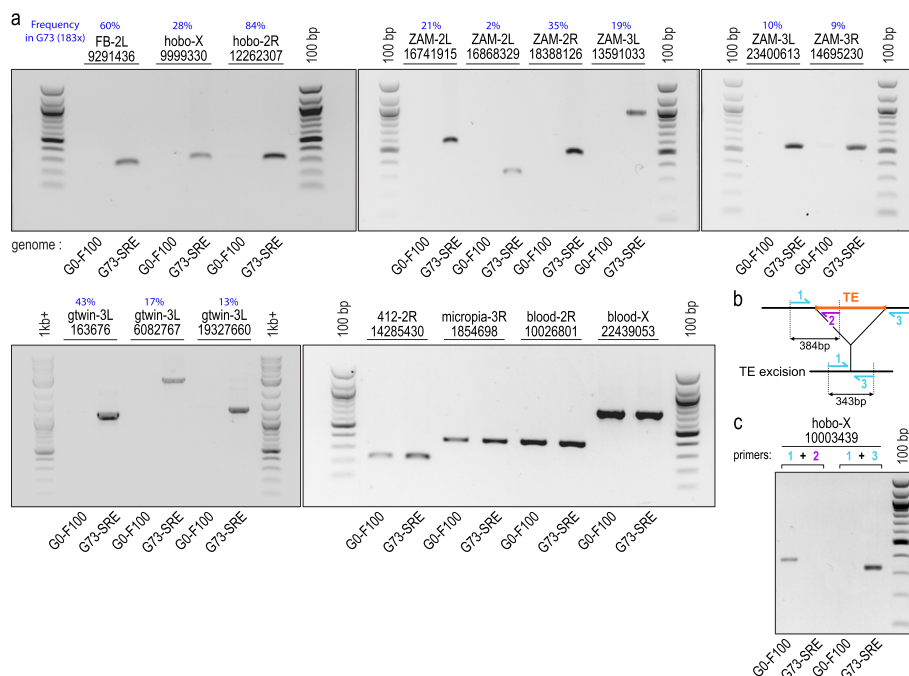 a
Frequency
in G73 (183x)
60% 28% 84%
FB-2L hobo-X hobo-2R
9291436 9999330 12262307
100 bp
21% 2% 35% 19%
ZAM-2L ZAM-2L ZAM-2R ZAM-3L
16741915 16868329 18388126 13591033
100 bp 100 bp
10% 9%
ZAM-3L ZAM-3R
23400613 14695230
100 bp 100 bp
genome :
G0-F100 G73-SRE G0-F100 G73-SRE G0-F100 G73-SRE
G0-F100 G73-SRE G0-F100 G73-SRE G0-F100 G73-SRE G0-F100 G73-SRE
G0-F100 G73-SRE G0-F100 G73-SRE
43% 17% 13%
gtwin-3L gtwin-3L gtwin-3L
163676 6082767 19327660
1kb+ 1kb+
G0-F100 G73-SRE G0-F100 G73-SRE G0-F100 G73-SRE
412-2R micropia-3R blood-2R blood-X
14285430 1854698 10026801 22439053
100 bp 100 bp
G0-F100 G73-SRE G0-F100 G73-SRE G0-F100 G73-SRE G0-F100 G73-SRE
b
1 TE
2 3
384bp
TE excision 1
3
343bp
c
hobo-X
10003439
primers: 1 + 2 1 + 3
100 bp
G0-F100 G73-SRE G0-F100 G73-SRE